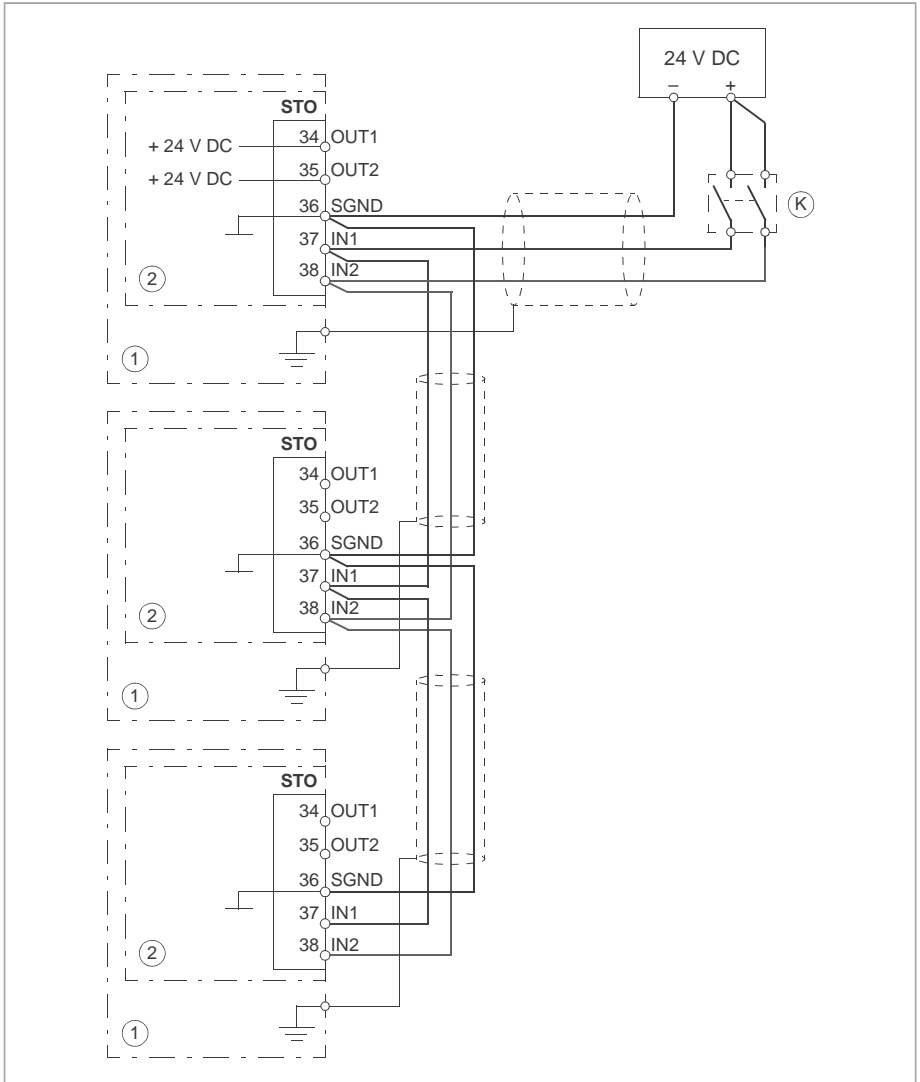 24 V DC
– +
STO
34 OUT1
+ 24 V DC
35 OUT2
+ 24 V DC
36 SGND
K
37 IN1
38 IN2
2
1
STO
34 OUT1
35 OUT2
36 SGND
37 IN1
38 IN2
2
1
STO
34 OUT1
35 OUT2
36 SGND
37 IN1
38 IN2
2
1